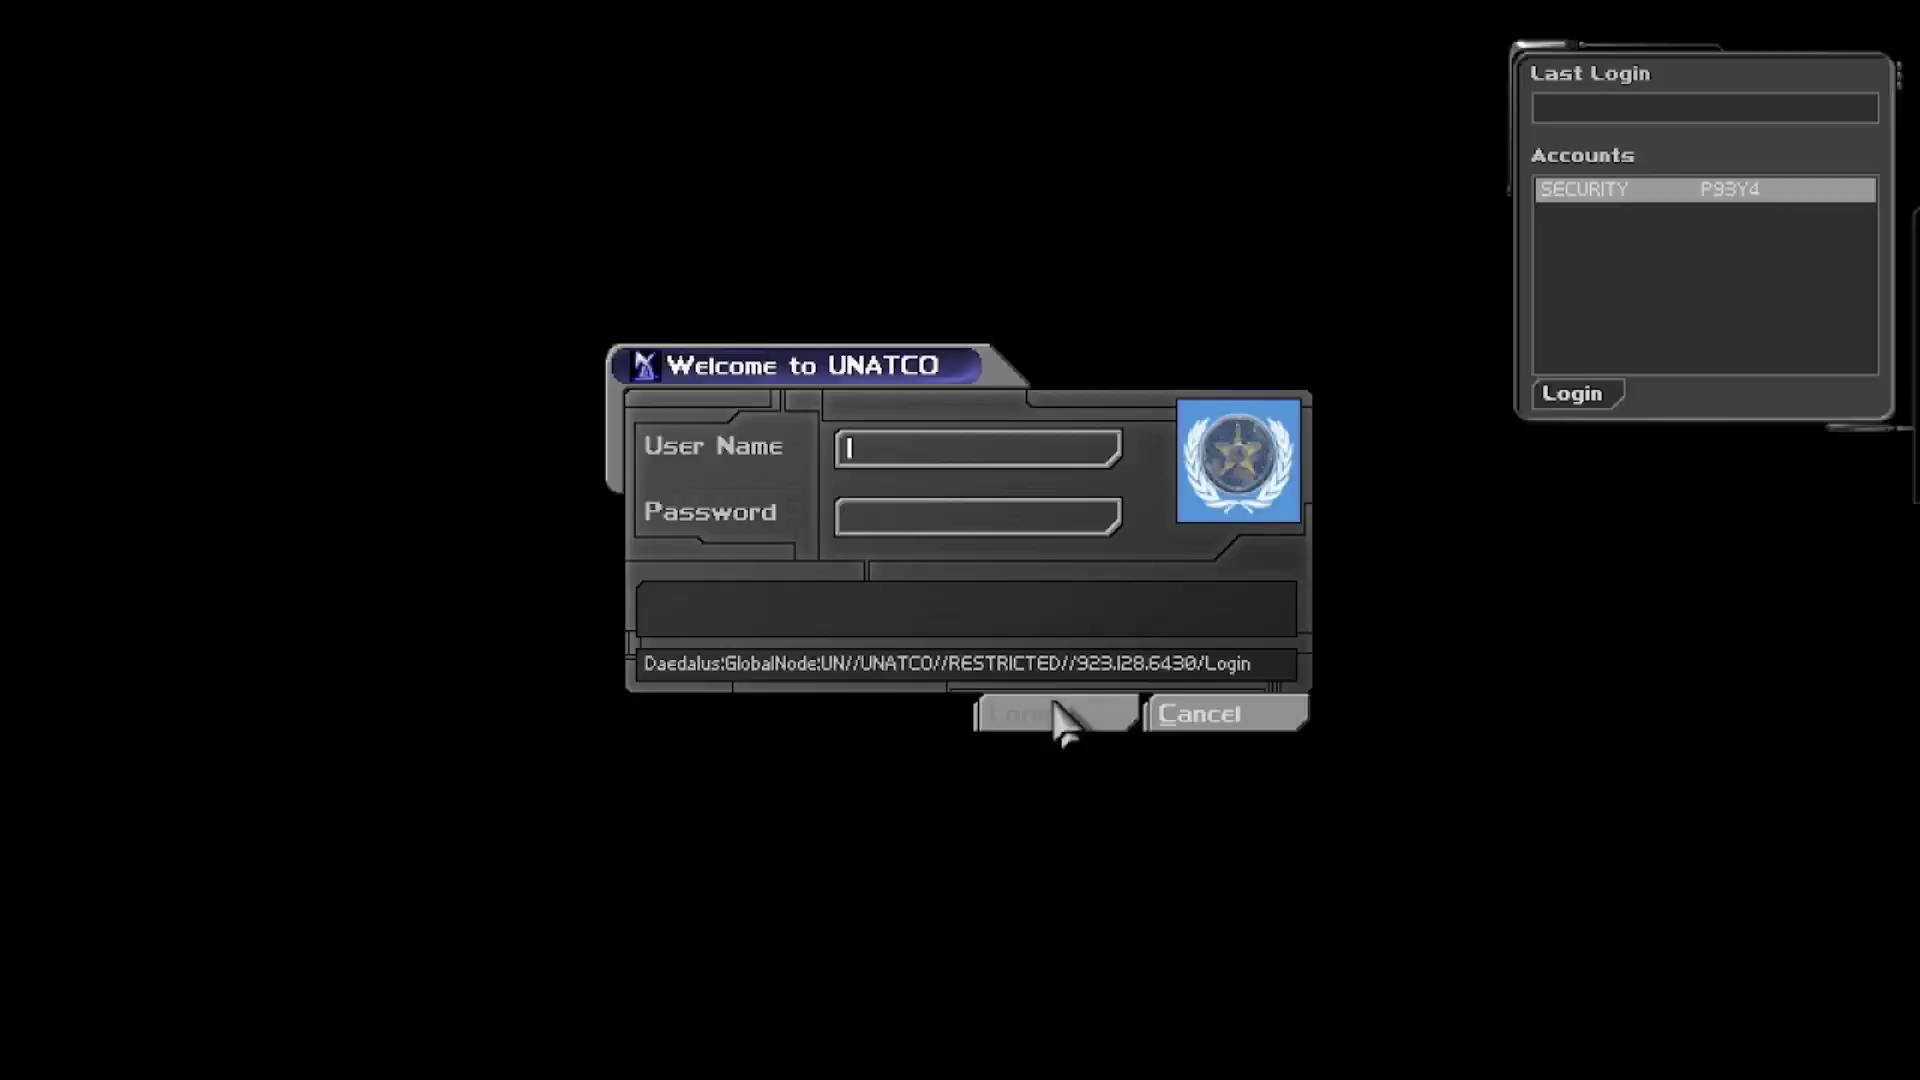 Last Login
Accounts
SECURITY P93Y4
Login
Welcome to UNATCO
User Name
Password
Daedalus:GlobalNode:UN//UNATCO//RESTRICTED//923.128.6430/Login
Cancel